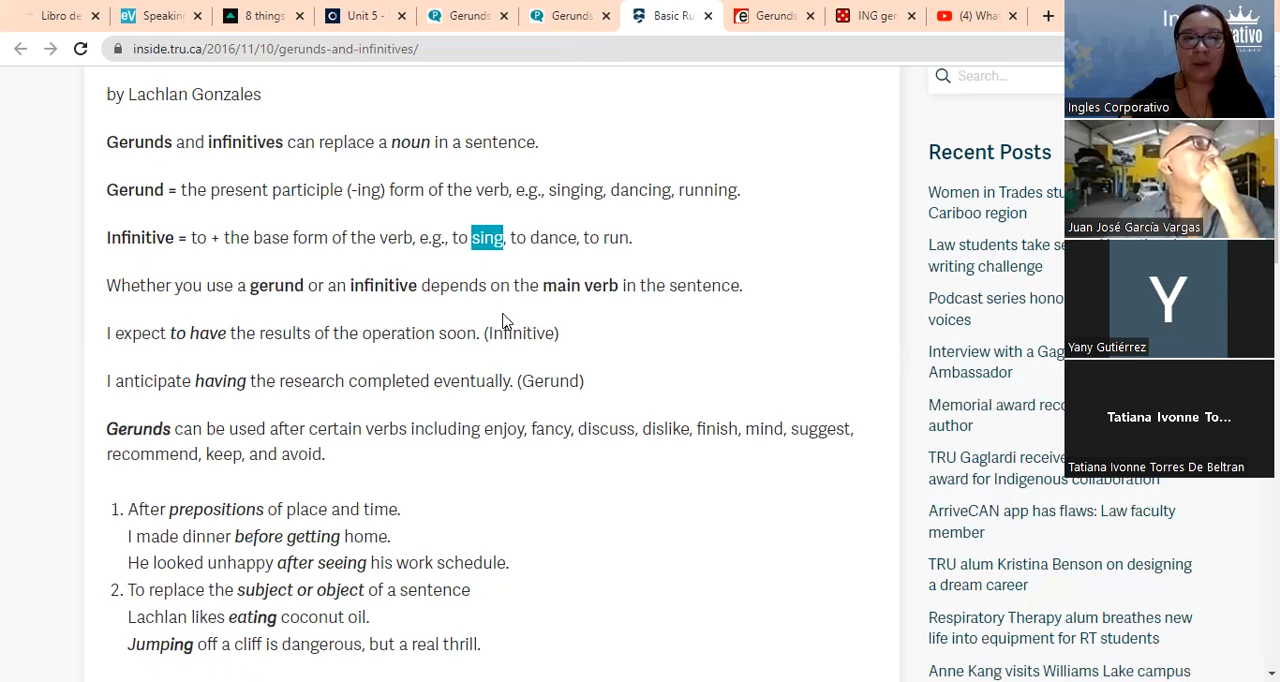 Libro de
Speaking
8 things
Unit 5 -
Gerunds
Gerunds
Basic Ru
Gerunds
ING ger
(4) Wha
inside.tru.ca/2016/11/10/gerunds-and-infinitives/
by Lachlan Gonzales
Gerunds and infinitives can replace a noun in a sentence.
Gerund = the present participle (-ing) form of the verb, e.g., singing, dancing, running.
Infinitive = to + the base form of the verb, e.g., to sing, to dance, to run.
Whether you use a gerund or an infinitive depends on the main verb in the sentence.
I expect to have the results of the operation soon. (Infinitive)
I anticipate having the research completed eventually. (Gerund)
Gerunds can be used after certain verbs including enjoy, fancy, discuss, dislike, finish, mind, suggest,
recommend, keep, and avoid.
1. After prepositions of place and time.
I made dinner before getting home.
He looked unhappy after seeing his work schedule.
2. To replace the subject or object of a sentence
Lachlan likes eating coconut oil.
Jumping off a cliff is dangerous, but a real thrill.
Search...
Recent Posts
Women in Trades stu
Cariboo region
Law students take se
writing challenge
Podcast series hono
voices
Interview with a Gag
Ambassador
Memorial award reco
author
TRU Gaglardi receive
award for Indigenous collaboration
ArriveCAN app has flaws: Law faculty
member
TRU alum Kristina Benson on designing
a dream career
Respiratory Therapy alum breathes new
life into equipment for RT students
Anne Kang visits Williams Lake campus
In
ativo
Ingles Corporativo
Juan José García Vargas
Y
Yany Gutiérrez
Tatiana Ivonne To...
Tatiana Ivonne Torres De Beltran